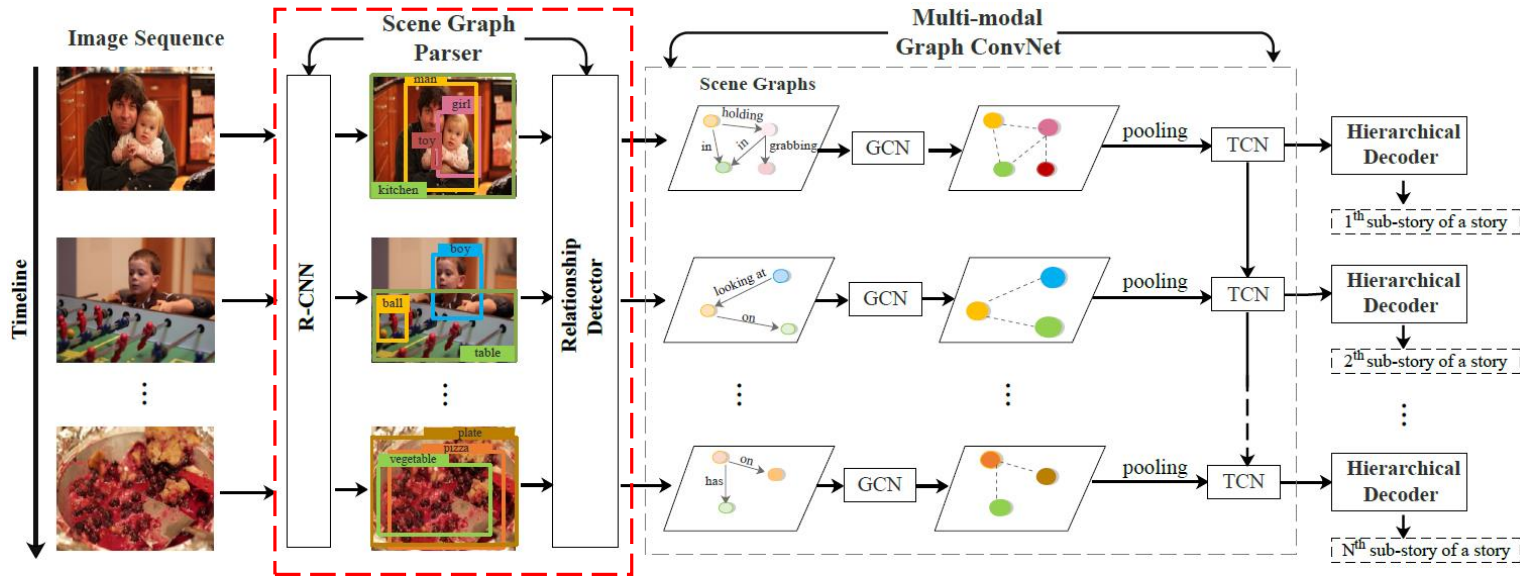 Image Sequence
Timeline
Scene Graph
Parser
R-CNN
man
girl
toy
kitchen
boy
ball
table
plate
pizza
vegetable
Relationship
Detector
Multi-modal
Graph ConvNet
Scene Graphs
holding
in
in
grabbing
GCN
pooling
TCN
Hierarchical
Decoder
1th sub-story of a story
looking at
on
GCN
pooling
TCN
Hierarchical
Decoder
2th sub-story of a story
on
has
GCN
pooling
TCN
Hierarchical
Decoder
Nth sub-story of a story